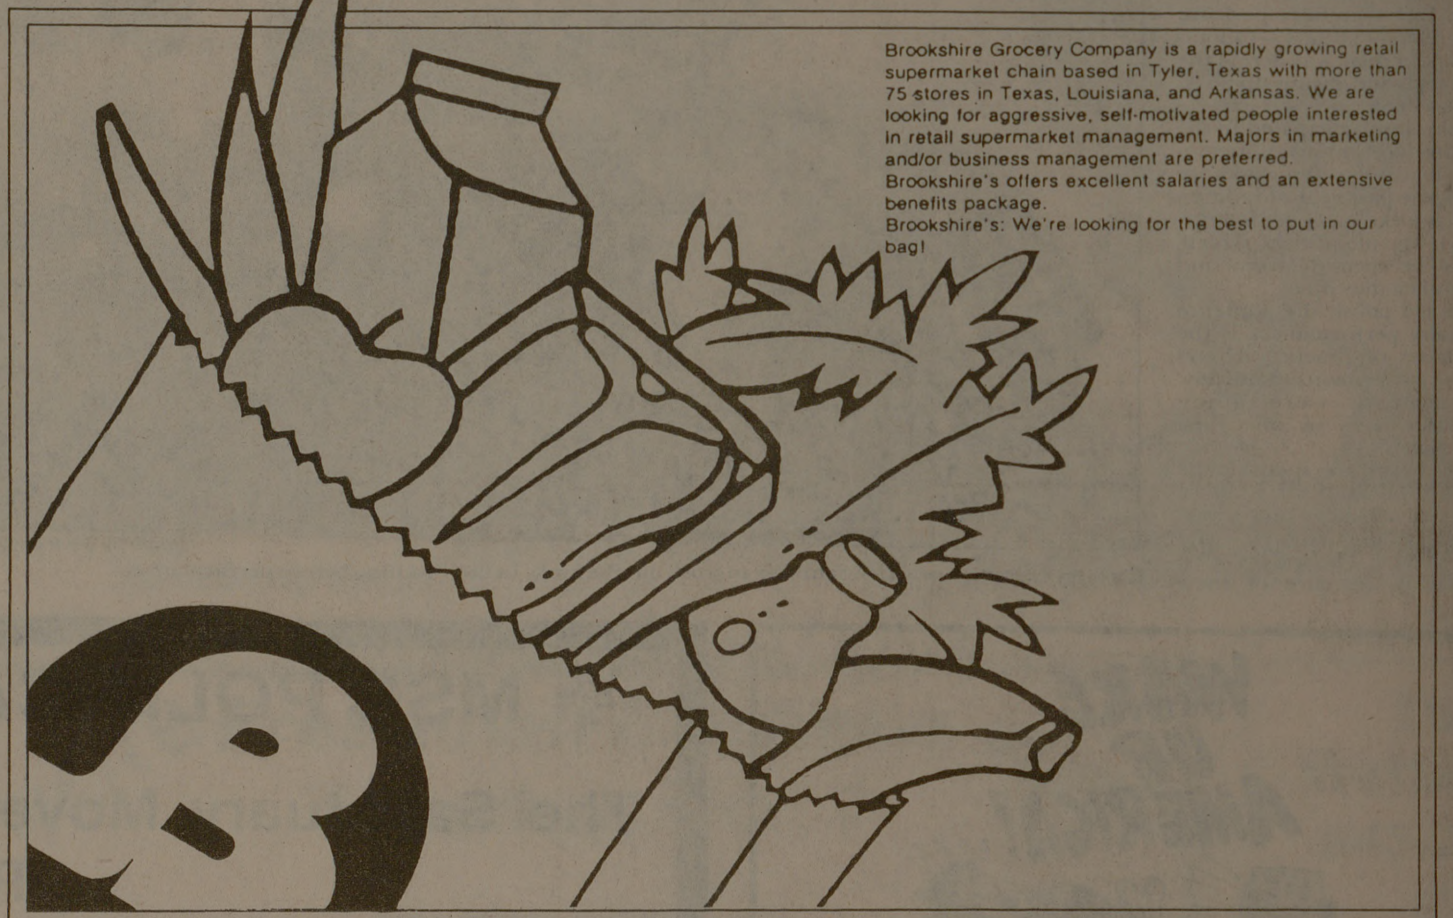 Brookshire Grocery Company is a rapidly growing retail
supermarket chain based in Tyler, Texas with more than
75 stores in Texas, Louisiana, and Arkansas. We are
looking for aggressive, self-motivated people interested
in retail supermarket management. Majors in marketing
and/or business management are preferred.
Brookshire's offers excellent salaries and an extensive
benefits package.
Brookshire's: We're looking for the best to put in our
bag!
B